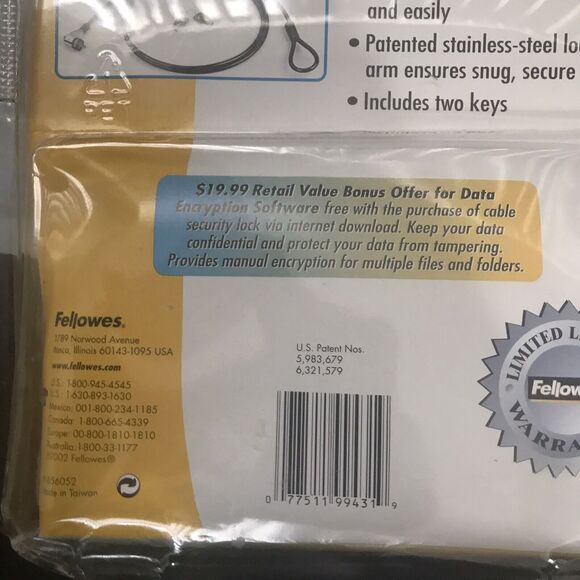 and easily
• Patented stainless-steel lo
arm ensures snug, secure
• Includes two keys
$19.99 Retail Value Bonus Offer for Data
Encryption Software free with the purchase of cable
security lock via internet download. Keep your data
confidential and protect your data from tampering.
Provides manual encryption for multiple files and folders.
Fellowes.
1789 Norwood Avenue
Itasca, Illinois 60143-1095 USA
www.fellowes.com
U.S.: 1-800-945-4545
U.S.: 1-630-893-1630
Mexico: 001-800-234-1185
Canada: 1-800-665-4339
Europe: 00-800-1810-1810
Australia: 1-800-33-1177
©2002 Fellowes®
456052
Made in Taiwan
U.S. Patent Nos.
5,983,679
6,321,579
0 77511 99431 9
LIMITED L
Fellow
WARRA